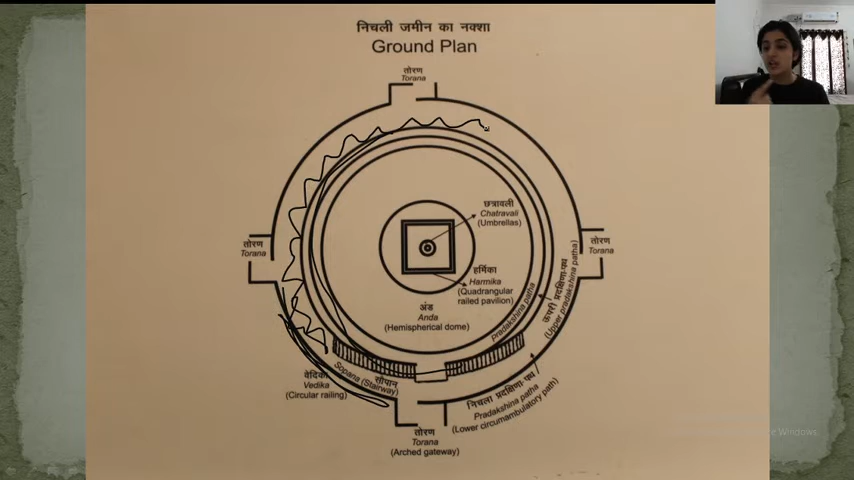 निचली जमीन का नक्शा
Ground Plan
तोरण
Torana
छत्रावली
Chatravali
(Umbrellas)
तोरण
Torana
तोरण
Torana
हर्मिका
Harmika
(Quadrangular
railed pavilion)
अंड
Anda
(Hemispherical dome)
Pradakshina patha
ऊपरी प्रदक्षिणा-पथ
(Upper pradakshina patha)
वेदिका
Vedika
(Circular railing)
सोपान
Sopana (Stairway)
निचला प्रदक्षिणा-पथ
Pradakshina patha
(Lower circumambulatory path)
तोरण
Torana
(Arched gateway)
Windows.